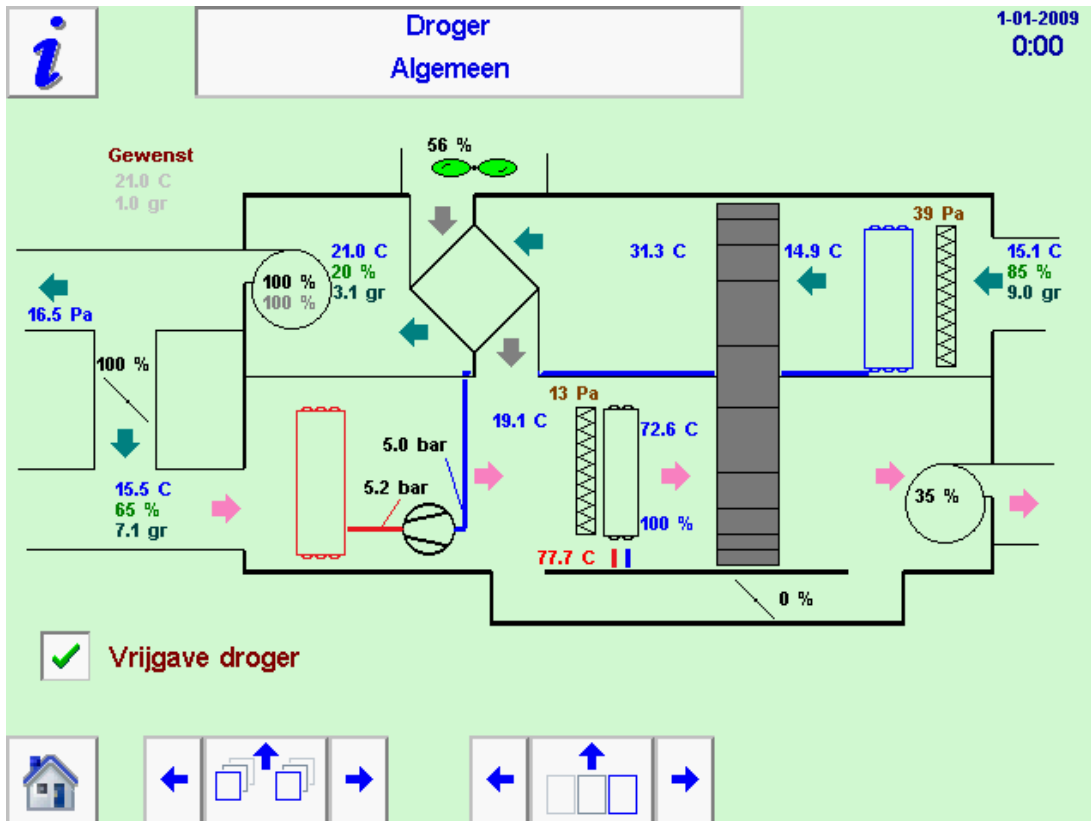 i
Droger
Algemeen
1-01-2009
0:00
Gewenst
21.0 C
1.0 gr
56 %
39 Pa
21.0 C
20 %
3.1 gr
100 %
100 %
31.3 C
14.9 C
15.1 C
85 %
9.0 gr
16.5 Pa
100 %
13 Pa
19.1 C
72.6 C
5.0 bar
5.2 bar
15.5 C
65 %
7.1 gr
100 %
35 %
77.7 C
0 %
Vrijgave droger